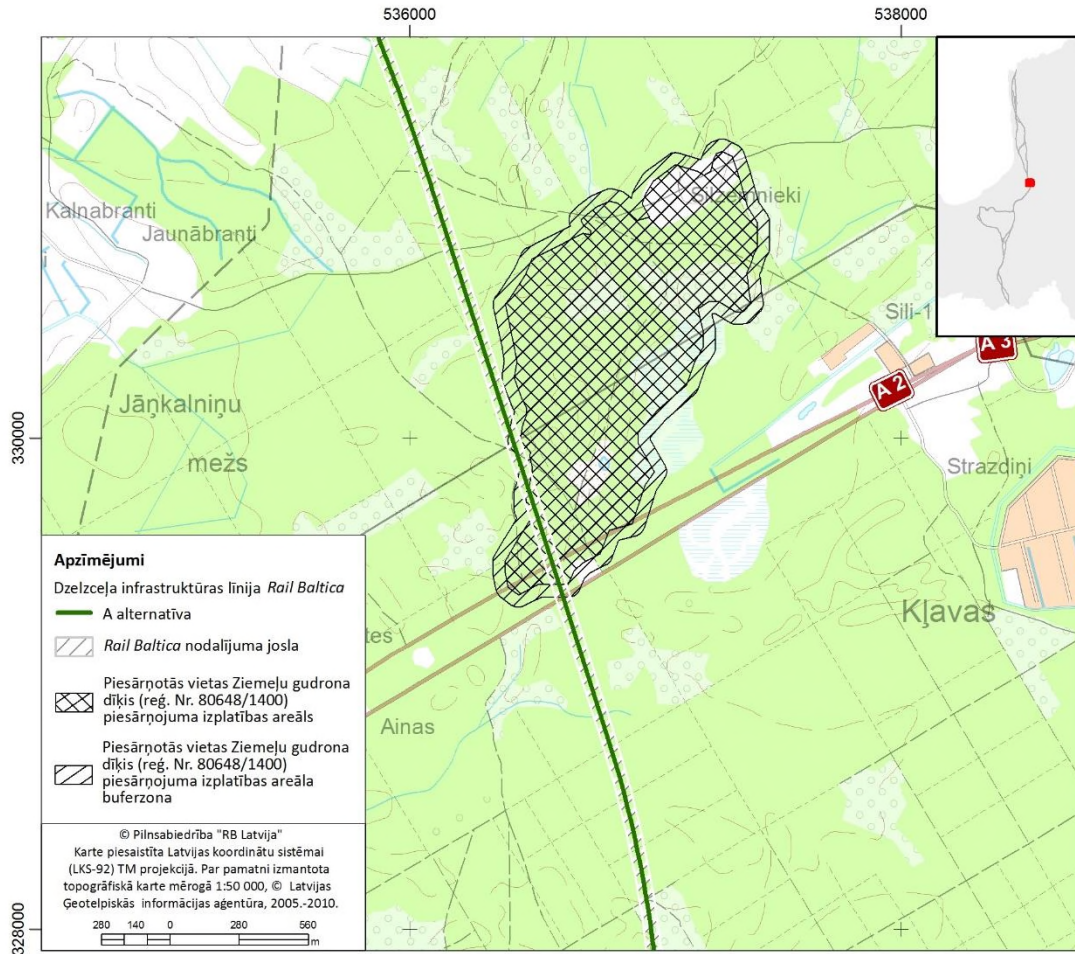 536000
538000
Kalnabranti
Jaunābranti
Silzemnieki
Sili-1
A 3
A 2
330000
Jāņkalniņu
mežs
Strazdiņi
Kļavas
Ainas
Apzīmējumi
Dzelzceļa infrastruktūras līnija Rail Baltica
A alternatīva
Rail Baltica nodalījuma josla
Piesārņotās vietas Ziemeļu gudrona
dīķis (reģ. Nr. 80648/1400)
piesārņojuma izplatības areāls
Piesārņotās vietas Ziemeļu gudrona
dīķis (reģ. Nr. 80648/1400)
piesārņojuma izplatības areāla
buferzona
© Pilnsabiedrība "RB Latvija"
Karte piesaistīta Latvijas koordinātu sistēmai
(LKS-92) TM projekcijā. Par pamatni izmantota
topogrāfiskā karte mērogā 1:50 000, © Latvijas
Ģeotelpiskās informācijas aģentūra, 2005.-2010.
280 140 0 280 560
m
328000